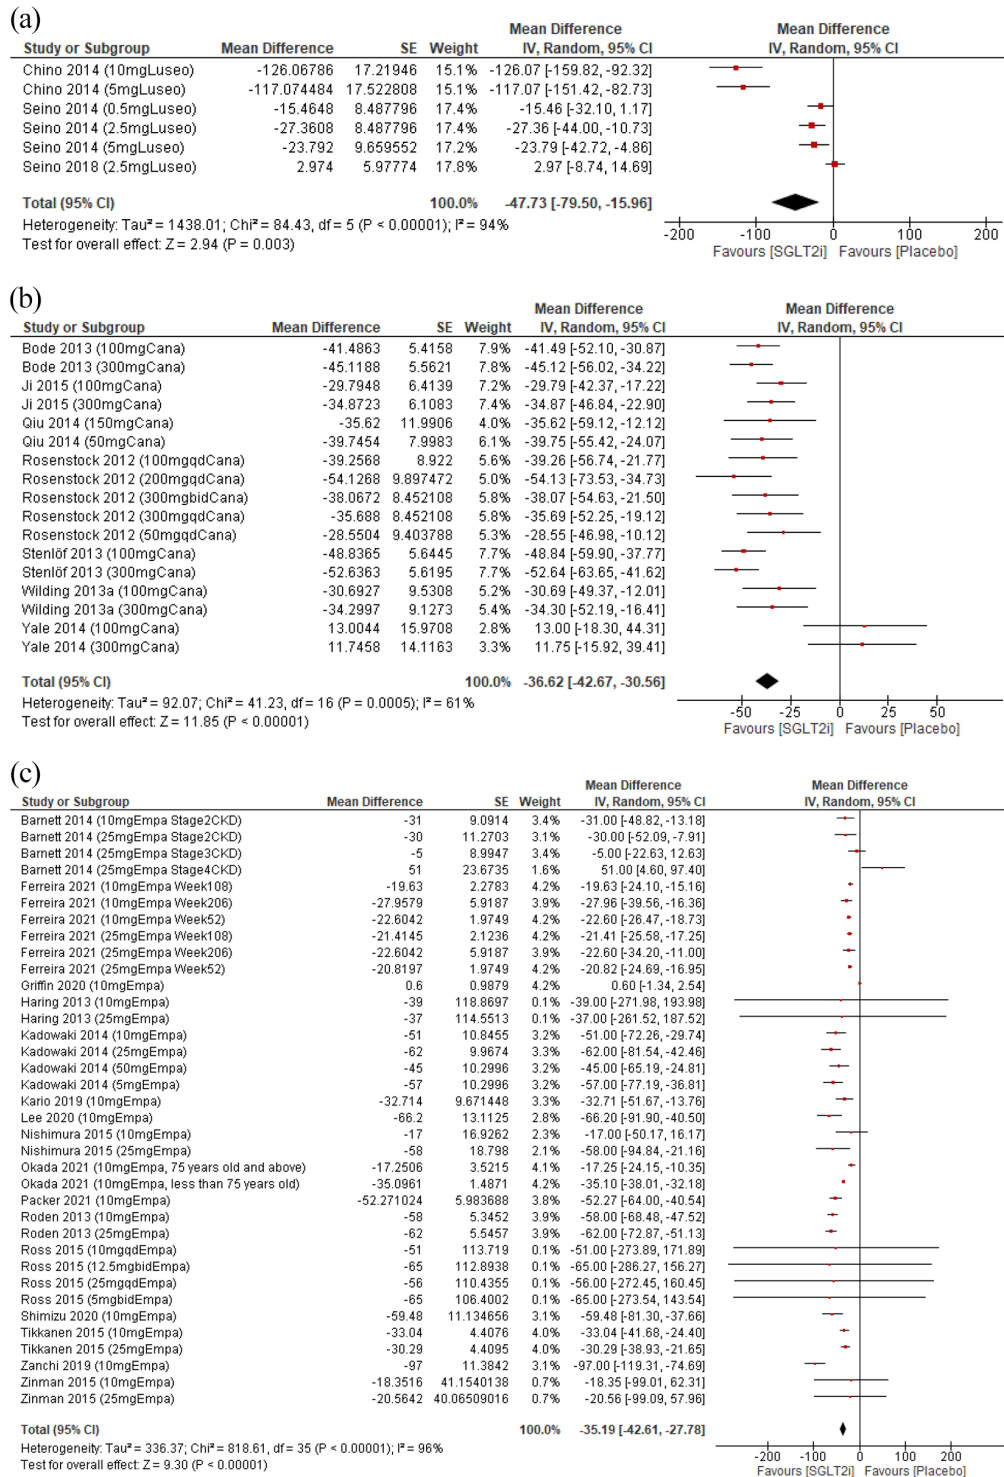 (a)
Mean Difference Mean Difference
Study or Subgroup Mean Difference SE Weight IV, Random, 95% CI IV, Random, 95% CI
Chino 2014 (10mgLuseo) -126.06786 17.21946 15.1% -126.07 [-159.82, -92.32]
Chino 2014 (5mgLuseo) -117.074484 17.522808 15.1% -117.07 [-151.42, -82.73]
Seino 2014 (0.5mgLuseo) -15.4648 8.487796 17.4% -15.46 [-32.10, 1.17]
Seino 2014 (2.5mgLuseo) -27.3608 8.487796 17.4% -27.36 [-44.00, -10.73]
Seino 2014 (5mgLuseo) -23.792 9.659552 17.2% -23.79 [-42.72, -4.86]
Seino 2018 (2.5mgLuseo) 2.974 5.97774 17.8% 2.97 [-8.74, 14.69]
Total (95% CI) 100.0% -47.73 [-79.50, -15.96]
Heterogeneity: Tau² = 1438.01; Chi² = 84.43, df = 5 (P < 0.00001); I² = 94%
Test for overall effect: Z = 2.94 (P = 0.003)
-200 -100 0 100 200
Favours [SGLT2i] Favours [Placebo]
(b)
Mean Difference Mean Difference
Study or Subgroup Mean Difference SE Weight IV, Random, 95% CI IV, Random, 95% CI
Bode 2013 (100mgCana) -41.4863 5.4158 7.9% -41.49 [-52.10, -30.87]
Bode 2013 (300mgCana) -45.1188 5.5621 7.8% -45.12 [-56.02, -34.22]
Ji 2015 (100mgCana) -29.7948 6.4139 7.2% -29.79 [-42.37, -17.22]
Ji 2015 (300mgCana) -34.8723 6.1083 7.4% -34.87 [-46.84, -22.90]
Qiu 2014 (150mgCana) -35.62 11.9906 4.0% -35.62 [-59.12, -12.12]
Qiu 2014 (50mgCana) -39.7454 7.9983 6.1% -39.75 [-55.42, -24.07]
Rosenstock 2012 (100mgqdCana) -39.2568 8.922 5.6% -39.26 [-56.74, -21.77]
Rosenstock 2012 (200mgqdCana) -54.1268 9.897472 5.0% -54.13 [-73.53, -34.73]
Rosenstock 2012 (300mgbidCana) -38.0672 8.452108 5.8% -38.07 [-54.63, -21.50]
Rosenstock 2012 (300mgqdCana) -35.688 8.452108 5.8% -35.69 [-52.25, -19.12]
Rosenstock 2012 (50mgqdCana) -28.5504 9.403788 5.3% -28.55 [-46.98, -10.12]
Stenlöf 2013 (100mgCana) -48.8365 5.6445 7.7% -48.84 [-59.90, -37.77]
Stenlöf 2013 (300mgCana) -52.6363 5.6195 7.7% -52.64 [-63.65, -41.62]
Wilding 2013a (100mgCana) -30.6927 9.5308 5.2% -30.69 [-49.37, -12.01]
Wilding 2013a (300mgCana) -34.2997 9.1273 5.4% -34.30 [-52.19, -16.41]
Yale 2014 (100mgCana) 13.0044 15.9708 2.8% 13.00 [-18.30, 44.31]
Yale 2014 (300mgCana) 11.7458 14.1163 3.3% 11.75 [-15.92, 39.41]
Total (95% CI) 100.0% -36.62 [-42.67, -30.56]
Heterogeneity: Tau² = 92.07; Chi² = 41.23, df = 16 (P = 0.0005); I² = 61%
Test for overall effect: Z = 11.85 (P < 0.00001)
-50 -25 0 25 50
Favours [SGLT2i] Favours [Placebo]
(c)
Mean Difference Mean Difference
Study or Subgroup Mean Difference SE Weight IV, Random, 95% CI IV, Random, 95% CI
Barnett 2014 (10mgEmpa Stage2CKD) -31 9.0914 3.4% -31.00 [-48.82, -13.18]
Barnett 2014 (25mgEmpa Stage2CKD) -30 11.2703 3.1% -30.00 [-52.09, -7.91]
Barnett 2014 (25mgEmpa Stage3CKD) -5 8.9947 3.4% -5.00 [-22.63, 12.63]
Barnett 2014 (25mgEmpa Stage4CKD) 51 23.6735 1.6% 51.00 [4.60, 97.40]
Ferreira 2021 (10mgEmpa Week108) -19.63 2.2783 4.2% -19.63 [-24.10, -15.16]
Ferreira 2021 (10mgEmpa Week206) -27.9579 5.9187 3.9% -27.96 [-39.56, -16.36]
Ferreira 2021 (10mgEmpa Week52) -22.6042 1.9749 4.2% -22.60 [-26.47, -18.73]
Ferreira 2021 (25mgEmpa Week108) -21.4145 2.1236 4.2% -21.41 [-25.58, -17.25]
Ferreira 2021 (25mgEmpa Week206) -22.6042 5.9187 3.9% -22.60 [-34.20, -11.00]
Ferreira 2021 (25mgEmpa Week52) -20.8197 1.9749 4.2% -20.82 [-24.69, -16.95]
Griffin 2020 (10mgEmpa) 0.6 0.9879 4.2% 0.60 [-1.34, 2.54]
Haring 2013 (10mgEmpa) -39 118.8697 0.1% -39.00 [-271.98, 193.98]
Haring 2013 (25mgEmpa) -37 114.5513 0.1% -37.00 [-261.52, 187.52]
Kadowaki 2014 (10mgEmpa) -51 10.8455 3.2% -51.00 [-72.26, -29.74]
Kadowaki 2014 (25mgEmpa) -62 9.9674 3.3% -62.00 [-81.54, -42.46]
Kadowaki 2014 (50mgEmpa) -45 10.2996 3.2% -45.00 [-65.19, -24.81]
Kadowaki 2014 (5mgEmpa) -57 10.2996 3.2% -57.00 [-77.19, -36.81]
Kario 2019 (10mgEmpa) -32.714 9.671448 3.3% -32.71 [-51.67, -13.76]
Lee 2020 (10mgEmpa) -66.2 13.1125 2.8% -66.20 [-91.90, -40.50]
Nishimura 2015 (10mgEmpa) -17 16.9262 2.3% -17.00 [-50.17, 16.17]
Nishimura 2015 (25mgEmpa) -58 18.798 2.1% -58.00 [-94.84, -21.16]
Okada 2021 (10mgEmpa, 75 years old and above) -17.2506 3.5215 4.1% -17.25 [-24.15, -10.35]
Okada 2021 (10mgEmpa, less than 75 years old) -35.0961 1.4871 4.2% -35.10 [-38.01, -32.18]
Packer 2021 (10mgEmpa) -52.271024 5.983688 3.8% -52.27 [-64.00, -40.54]
Roden 2013 (10mgEmpa) -58 5.3452 3.9% -58.00 [-68.48, -47.52]
Roden 2013 (25mgEmpa) -62 5.5457 3.9% -62.00 [-72.87, -51.13]
Ross 2015 (10mgqdEmpa) -51 113.719 0.1% -51.00 [-273.89, 171.89]
Ross 2015 (12.5mgbidEmpa) -65 112.8938 0.1% -65.00 [-286.27, 156.27]
Ross 2015 (25mgqdEmpa) -56 110.4355 0.1% -56.00 [-272.45, 160.45]
Ross 2015 (5mgbidEmpa) -65 106.4002 0.1% -65.00 [-273.54, 143.54]
Shimizu 2020 (10mgEmpa) -59.48 11.134656 3.1% -59.48 [-81.30, -37.66]
Tikkanen 2015 (10mgEmpa) -33.04 4.4076 4.0% -33.04 [-41.68, -24.40]
Tikkanen 2015 (25mgEmpa) -30.29 4.4095 4.0% -30.29 [-38.93, -21.65]
Zanchi 2019 (10mgEmpa) -97 11.3842 3.1% -97.00 [-119.31, -74.69]
Zinman 2015 (10mgEmpa) -18.3516 41.1540138 0.7% -18.35 [-99.01, 62.31]
Zinman 2015 (25mgEmpa) -20.5642 40.06509016 0.7% -20.56 [-99.09, 57.96]
Total (95% CI) 100.0% -35.19 [-42.61, -27.78]
Heterogeneity: Tau² = 336.37; Chi² = 818.61, df = 35 (P < 0.00001); I² = 96%
Test for overall effect: Z = 9.30 (P < 0.00001)
-200 -100 0 100 200
Favours [SGLT2i] Favours [Placebo]